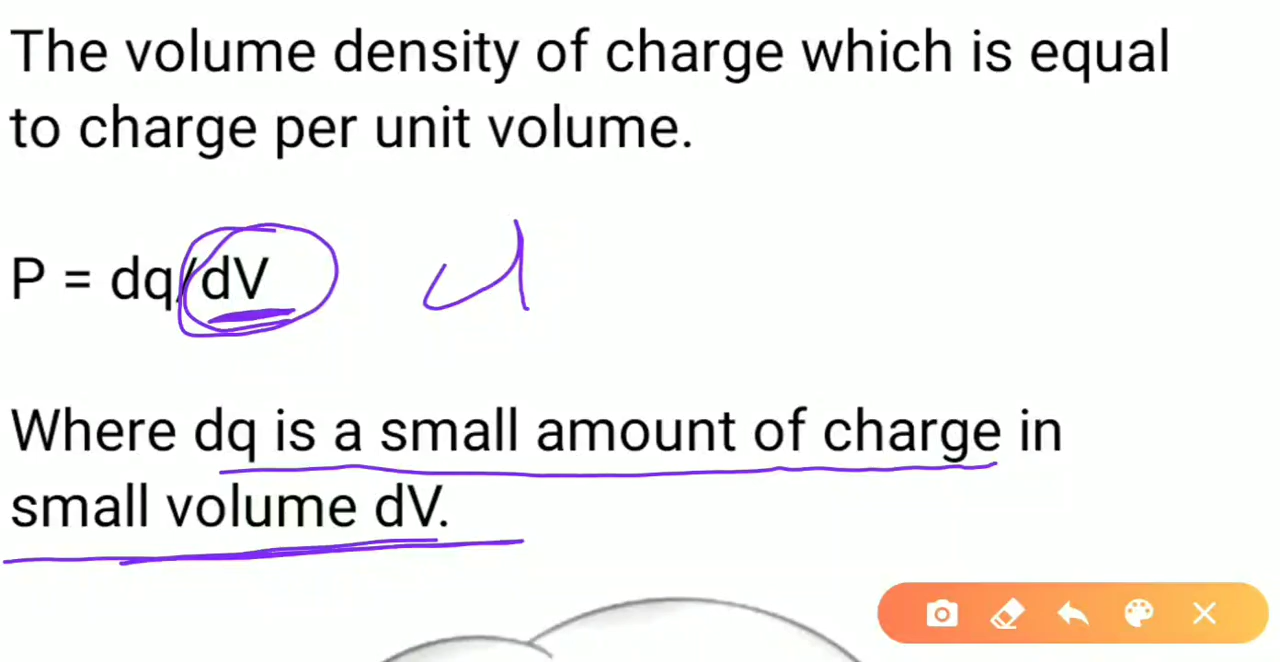 The volume density of charge which is equal
to charge per unit volume.
P = dq/dV
Where dq is a small amount of charge in
small volume dV.